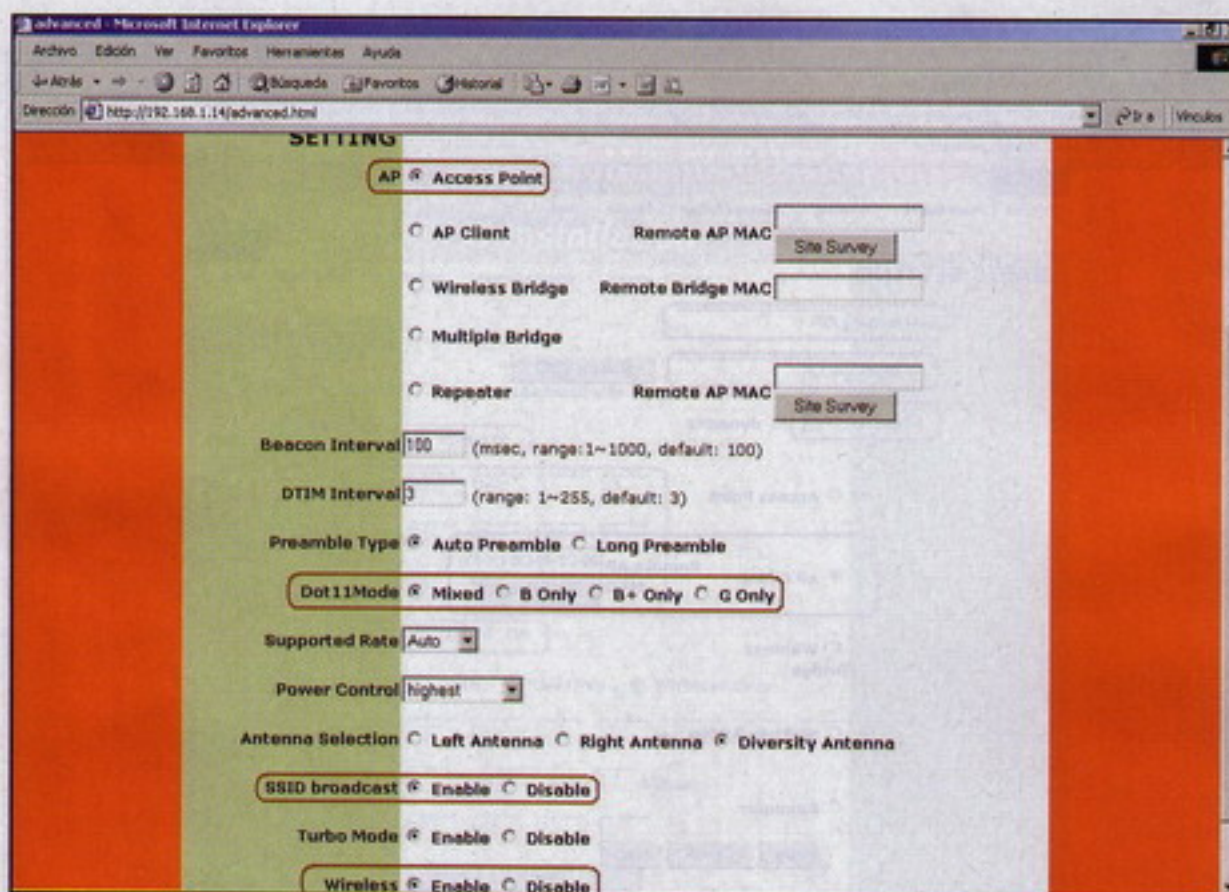 advanced - Microsoft Internet Explorer
Archivo Edición Ver Favoritos Herramientas Ayuda
Atrás Búsqueda Favoritos Historial
Dirección http://192.168.1.14/advanced.html Ir a Vínculos
SETTING
AP Access Point
AP Client Remote AP MAC
Site Survey
Wireless Bridge Remote Bridge MAC
Multiple Bridge
Repeater Remote AP MAC
Site Survey
Beacon Interval 100 (msec, range:1~1000, default: 100)
DTIM Interval 3 (range: 1~255, default: 3)
Preamble Type Auto Preamble Long Preamble
Dot11Mode Mixed B Only B+ Only G Only
Supported Rate Auto
Power Control highest
Antenna Selection Left Antenna Right Antenna Diversity Antenna
SSID broadcast Enable Disable
Turbo Mode Enable Disable
Wireless Enable Disable